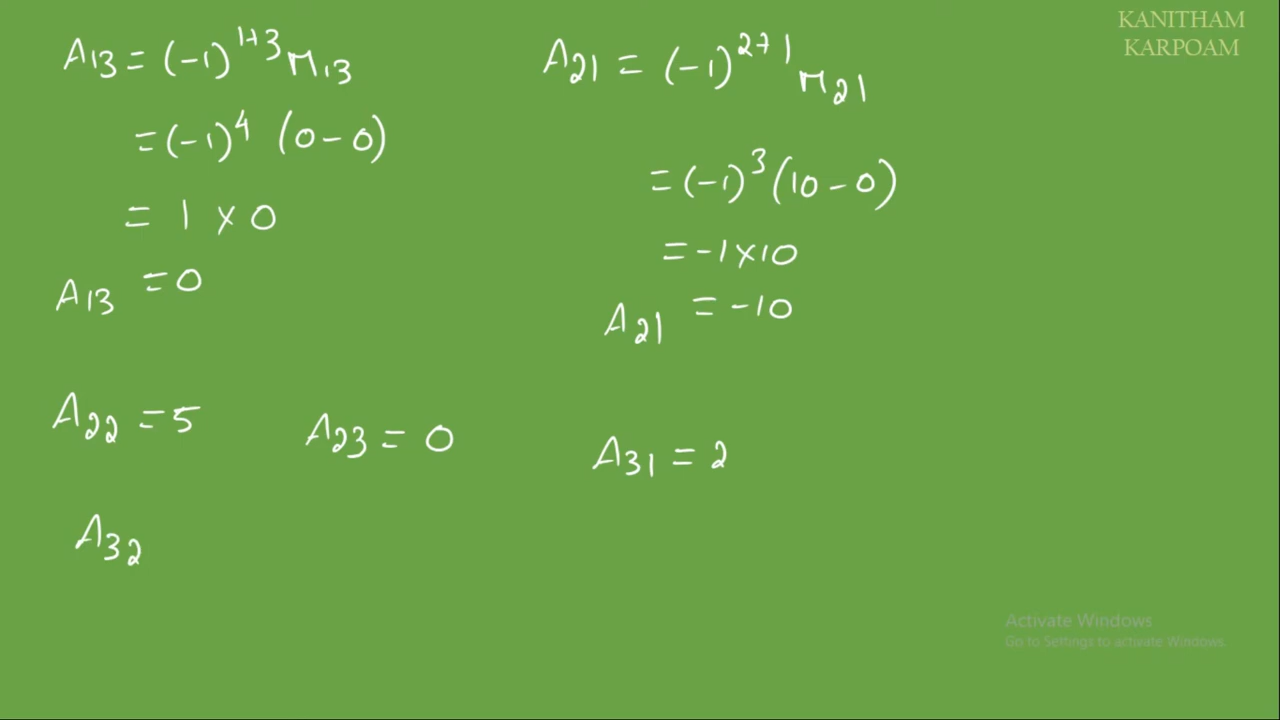 KANITHAM
KARPOAM
A₁₃ = (-1)¹⁺³ M₁₃
= (-1)⁴ (0 - 0)
= 1 × 0
A₁₃ = 0
A₂₁ = (-1)²⁺¹ M₂₁
= (-1)³ (10 - 0)
= -1 × 10
A₂₁ = -10
A₂₂ = 5
A₂₃ = 0
A₃₁ = 2
A₃₂
Activate Windows
Go to Settings to activate Windows.